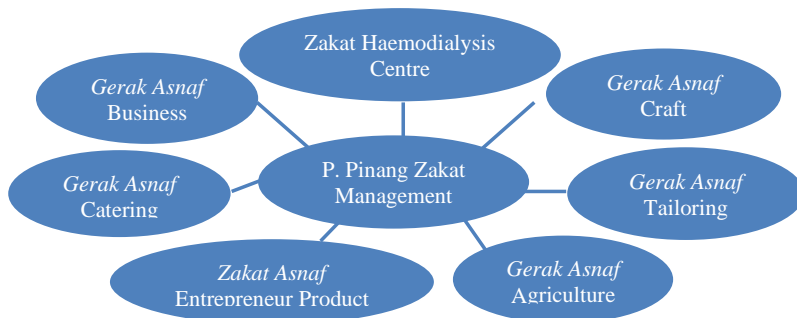 Zakat Haemodialysis
Centre
Gerak Asnaf
Business
Gerak Asnaf
Craft
P. Pinang Zakat
Management
Gerak Asnaf
Catering
Gerak Asnaf
Tailoring
Zakat Asnaf
Entrepreneur Product
Gerak Asnaf
Agriculture